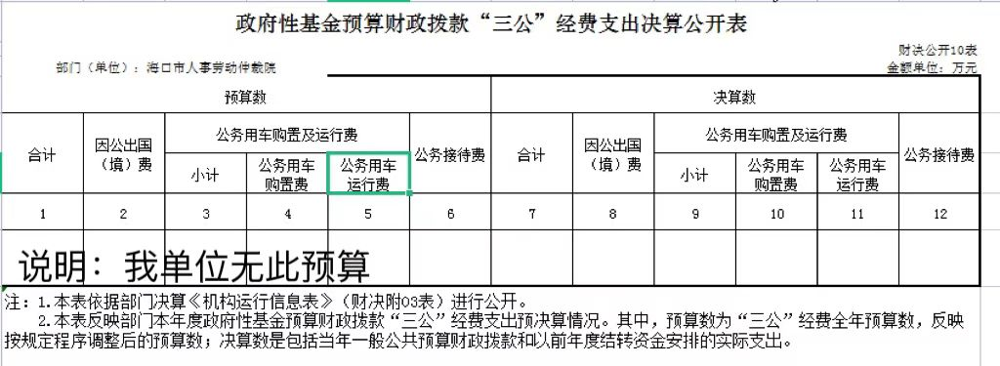 政府性基金预算财政拨款“三公”经费支出决算公开表
财决公开10表
部门（单位）：海口市人事劳动仲裁院
金额单位：万元
预算数
决算数
合计
因公出国
（境）费
公务用车购置及运行费
小计
公务用车
购置费
公务用车
运行费
公务接待费
合计
因公出国
（境）费
公务用车购置及运行费
小计
公务用车
购置费
公务用车
运行费
公务接待费
1 2 3 4 5 6 7 8 9 10 11 12
说明：我单位无此预算
注：1.本表依据部门决算《机构运行信息表》（财决附03表）进行公开。
2.本表反映部门本年度政府性基金预算财政拨款“三公”经费支出预决算情况。其中，预算数为“三公”经费全年预算数，反映
按规定程序调整后的预算数；决算数是包括当年一般公共预算财政拨款和以前年度结转资金安排的实际支出。